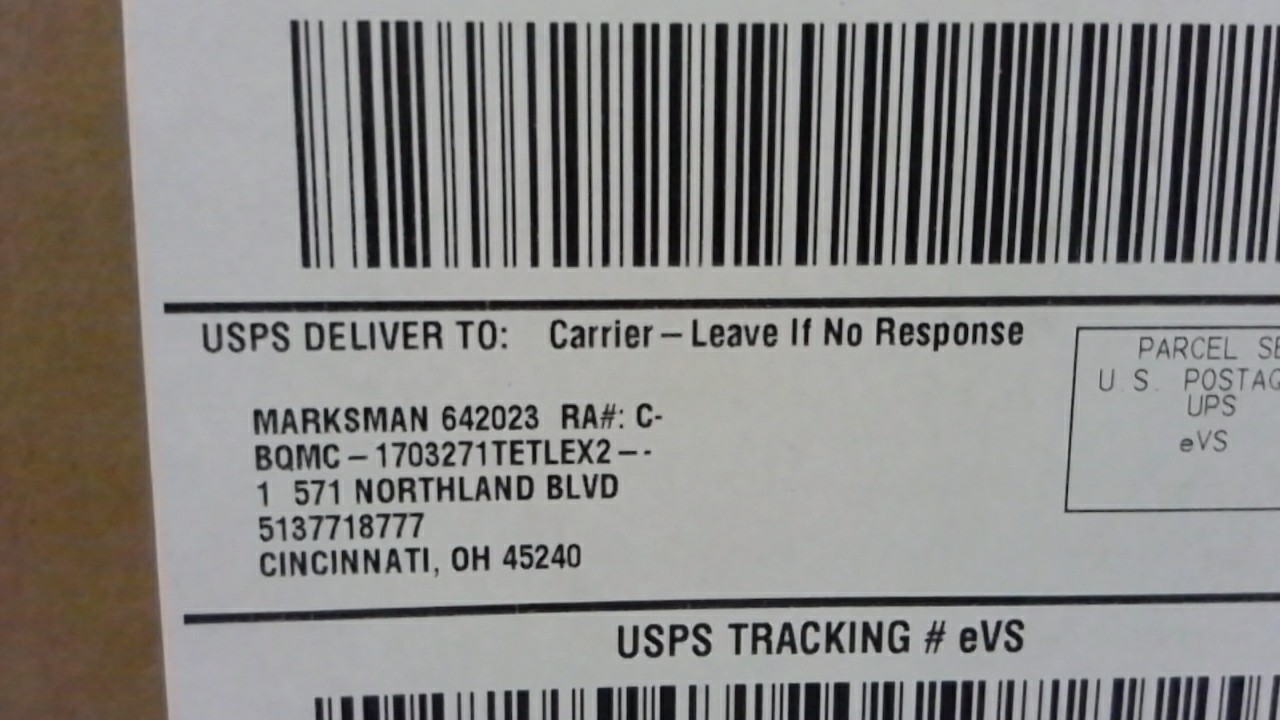 USPS DELIVER TO: Carrier – Leave If No Response
PARCEL SE
U.S. POSTAG
UPS
eVS
MARKSMAN 642023 RA#: C-
BQMC – 1703271TETLEX2 – -
1 571 NORTHLAND BLVD
5137718777
CINCINNATI, OH 45240
USPS TRACKING # eVS